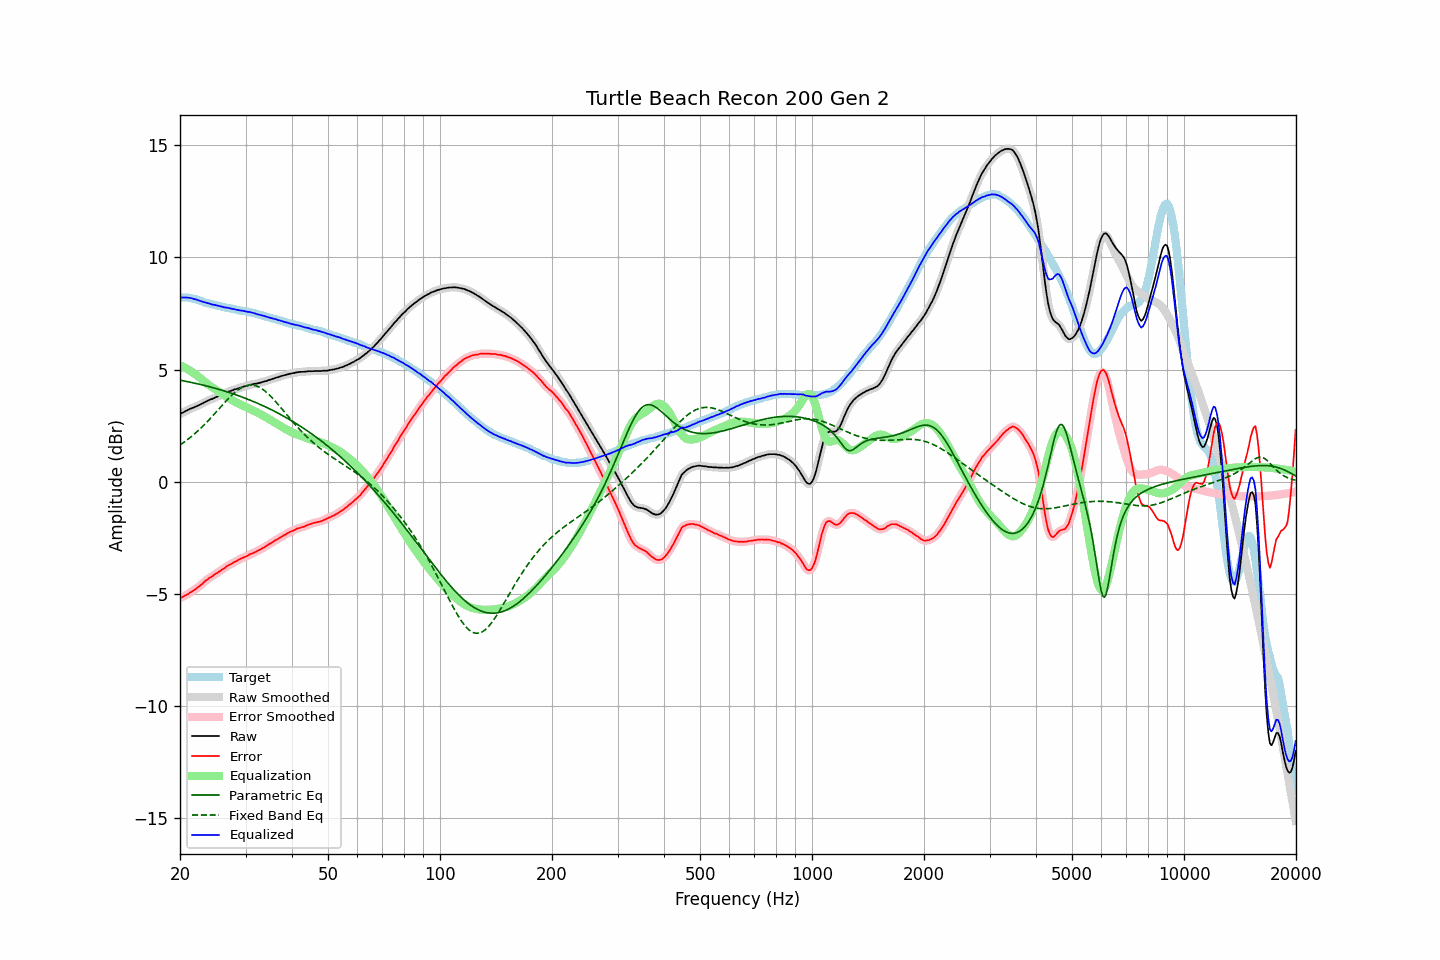 Turtle Beach Recon 200 Gen 2
Amplitude (dBr)
15
10
5
0
−5
−10
−15
Target
Raw Smoothed
Error Smoothed
Raw
Error
Equalization
Parametric Eq
Fixed Band Eq
Equalized
20 50 100 200 500 1000 2000 5000 10000 20000
Frequency (Hz)